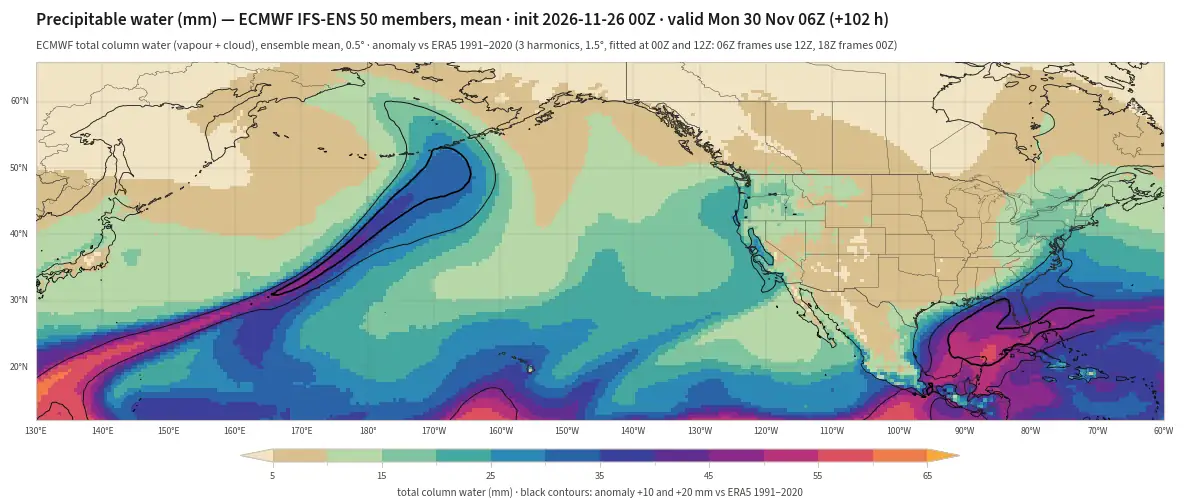 Precipitable water (mm) — ECMWF IFS-ENS 50 members, mean · init 2026-11-26 00Z · valid Mon 30 Nov 06Z (+102 h)
ECMWF total column water (vapour + cloud), ensemble mean, 0.5° · anomaly vs ERA5 1991–2020 (3 harmonics, 1.5°, fitted at 00Z and 12Z: 06Z frames use 12Z, 18Z frames 00Z)
60°N
50°N
40°N
30°N
20°N
130°E 140°E 150°E 160°E 170°E 180° 170°W 160°W 150°W 140°W 130°W 120°W 110°W 100°W 90°W 80°W 70°W 60°W
5 15 25 35 45 55 65
total column water (mm) · black contours: anomaly +10 and +20 mm vs ERA5 1991–2020